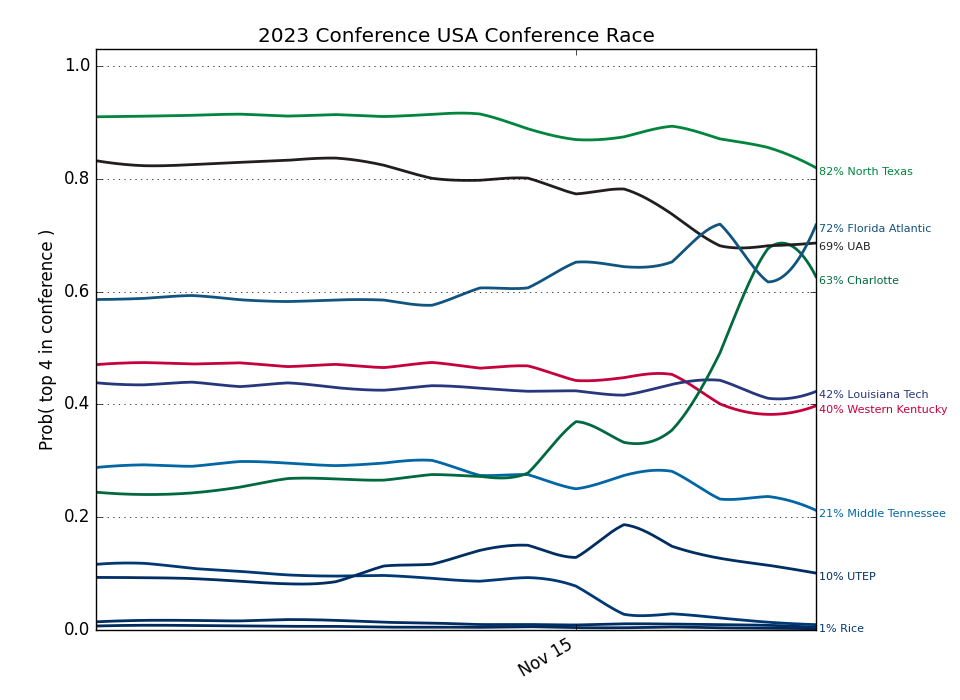 2023 Conference USA Conference Race
Prob( top 4 in conference )
1.0
0.8
0.6
0.4
0.2
0.0
Nov 15
82% North Texas
72% Florida Atlantic
69% UAB
63% Charlotte
42% Louisiana Tech
40% Western Kentucky
21% Middle Tennessee
10% UTEP
1% Rice